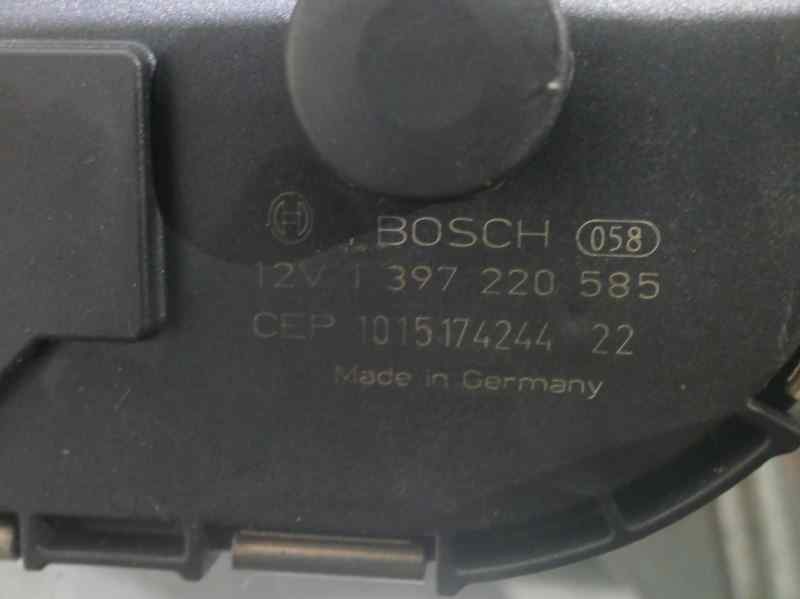 BOSCH 058
12V 1 397 220 585
CEP 1015174244 22
Made in Germany